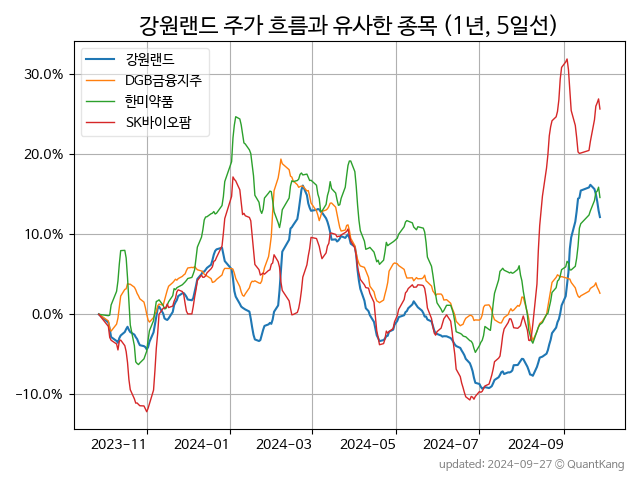 강원랜드 주가 흐름과 유사한 종목 (1년, 5일선)
강원랜드
DGB금융지주
한미약품
SK바이오팜
30.0%
20.0%
10.0%
0.0%
−10.0%
2023-11 2024-01 2024-03 2024-05 2024-07 2024-09
updated: 2024-09-27 © QuantKang